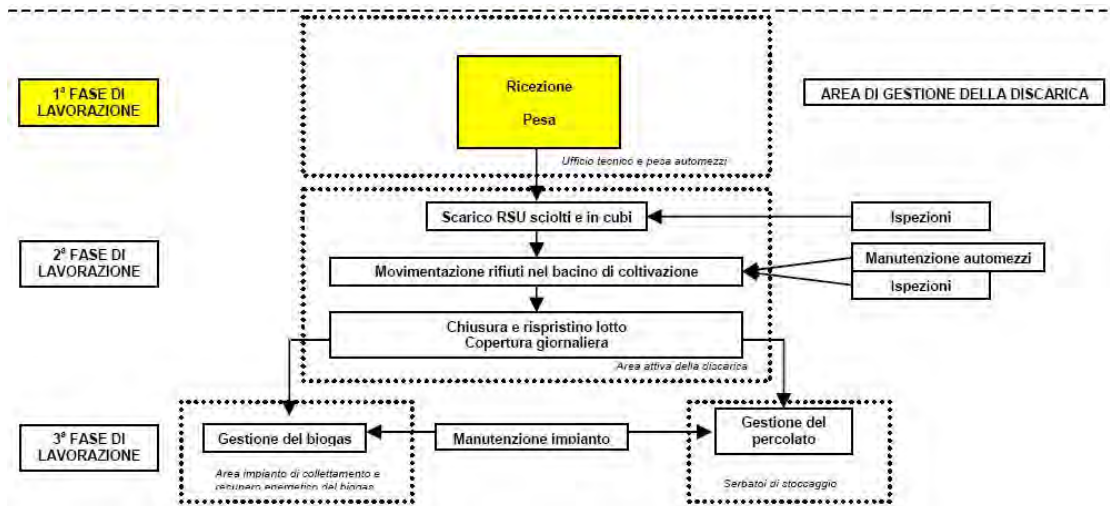 1ª FASE DI
LAVORAZIONE
Ricezione
Pesa
AREA DI GESTIONE DELLA DISCARICA
Ufficio tecnico e pesa automezzi
Scarico RSU sciolti e in cubi
Ispezioni
2ª FASE DI
LAVORAZIONE
Movimentazione rifiuti nel bacino di coltivazione
Manutenzione automezzi
Ispezioni
Chiusura e rispristino lotto
Copertura giornaliera
Area attiva della discarica
3ª FASE DI
LAVORAZIONE
Gestione del biogas
Manutenzione impianto
Gestione del
percolato
Area impianto di collettamento e
recupero energetico del biogas
Serbatoi di stoccaggio